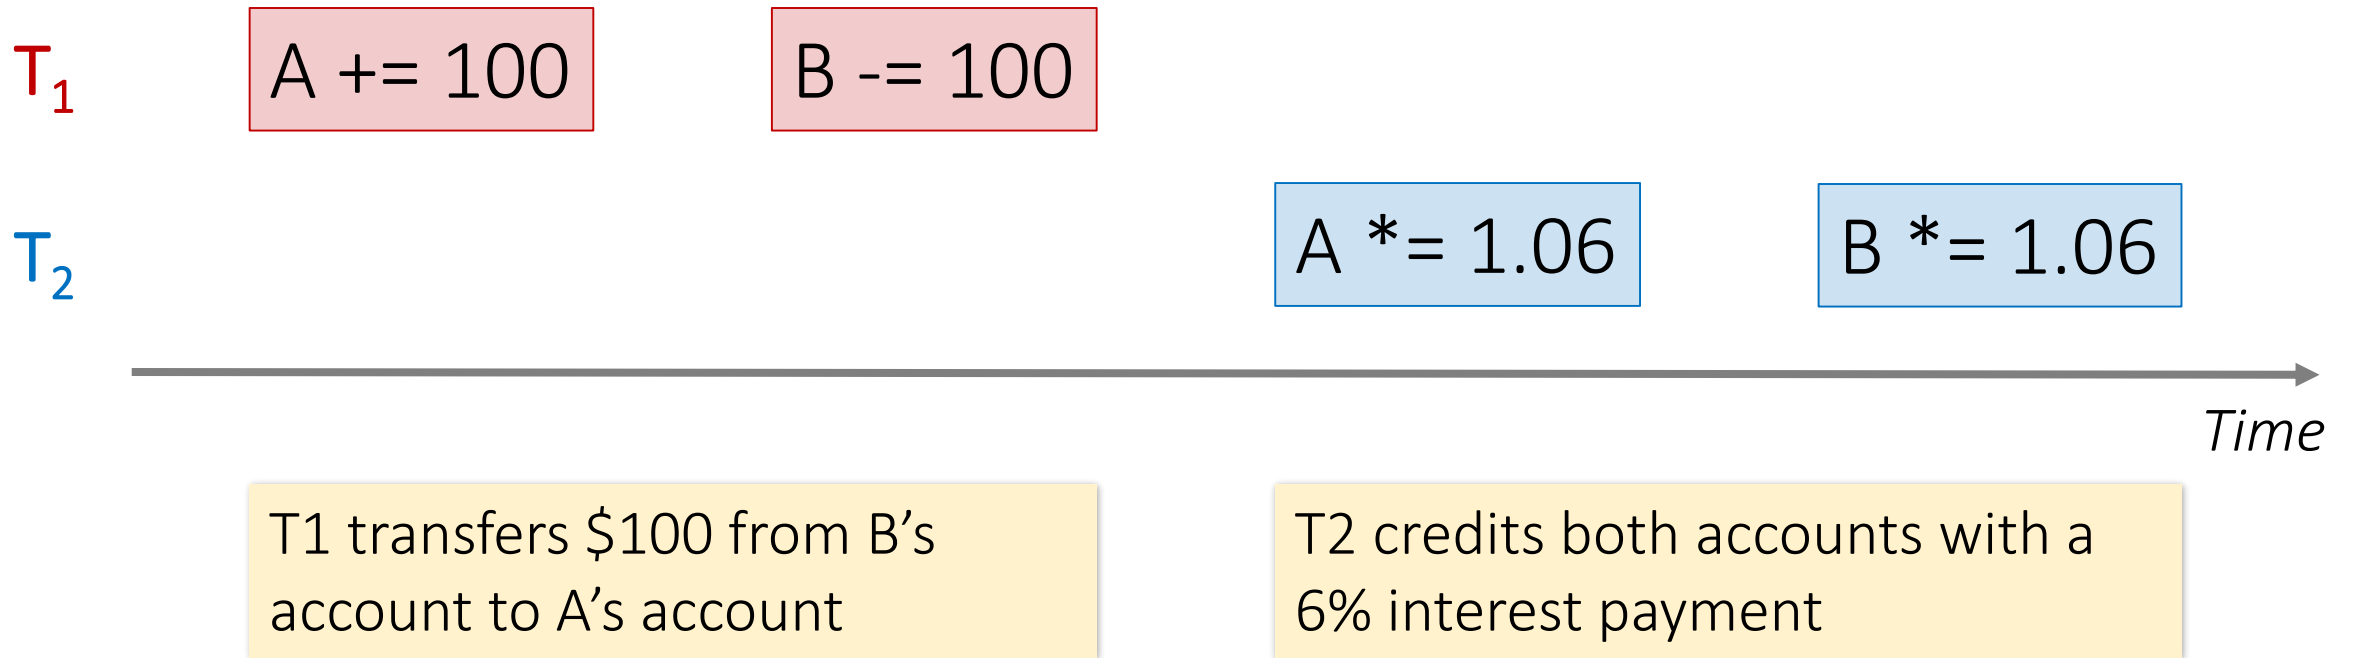 T₁ A += 100 B -= 100
T₂ A *= 1.06 B *= 1.06
Time
T1 transfers $100 from B’s
account to A’s account
T2 credits both accounts with a
6% interest payment